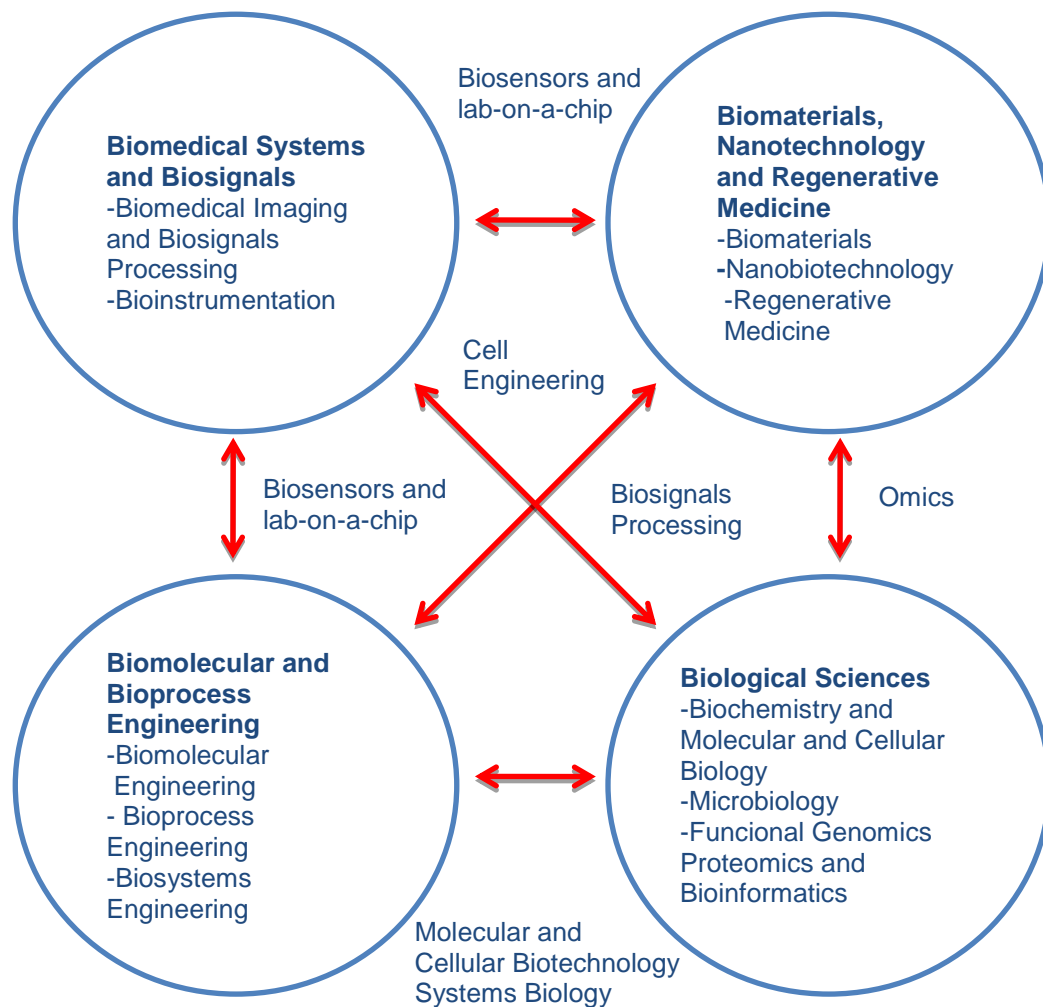 Biosensors and
lab-on-a-chip
Biomedical Systems
and Biosignals
-Biomedical Imaging
and Biosignals
Processing
-Bioinstrumentation
Biomaterials,
Nanotechnology
and Regenerative
Medicine
-Biomaterials
-Nanobiotechnology
-Regenerative
Medicine
Cell
Engineering
Biosensors and
lab-on-a-chip
Biosignals
Processing
Omics
Biomolecular and
Bioprocess
Engineering
-Biomolecular
Engineering
- Bioprocess
Engineering
-Biosystems
Engineering
Biological Sciences
-Biochemistry and
Molecular and Cellular
Biology
-Microbiology
-Funcional Genomics
Proteomics and
Bioinformatics
Molecular and
Cellular Biotechnology
Systems Biology